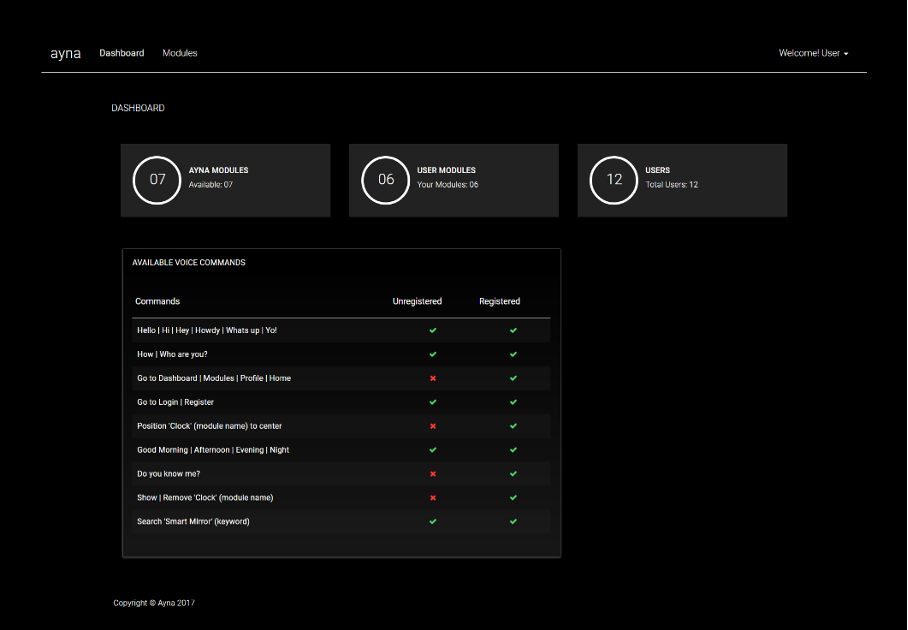 ayna Dashboard Modules Welcome! User
DASHBOARD
07 AYNA MODULES
Available: 07
06 USER MODULES
Your Modules: 06
12 USERS
Total Users: 12
AVAILABLE VOICE COMMANDS
Commands Unregistered Registered
Hello | Hi | Hey | Howdy | Whats up | Yo!
How | Who are you?
Go to Dashboard | Modules | Profile | Home
Go to Login | Register
Position 'Clock' (module name) to center
Good Morning | Afternoon | Evening | Night
Do you know me?
Show | Remove 'Clock' (module name)
Search 'Smart Mirror' (keyword)
Copyright © Ayna 2017